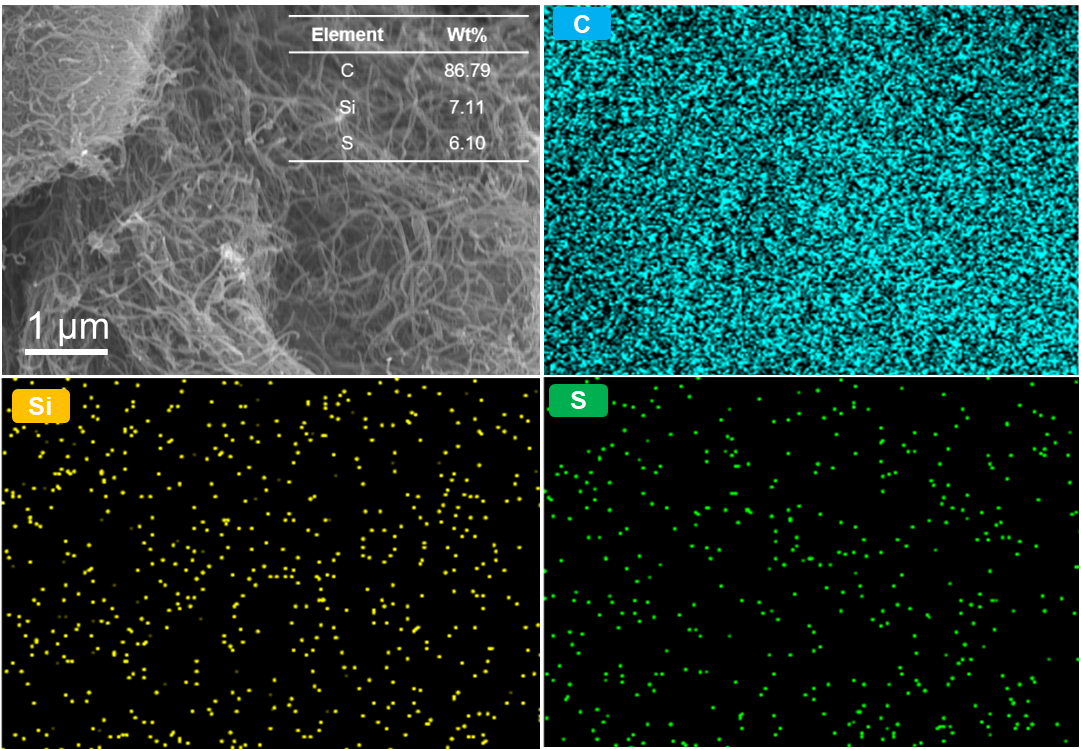 Element Wt%
C 86.79
Si 7.11
S 6.10
1 μm
C
Si
S